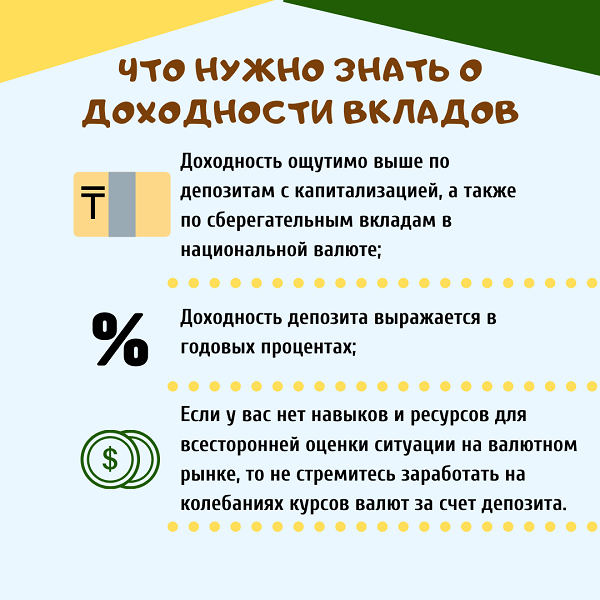 ЧТО НУЖНО ЗНАТЬ О
ДОХОДНОСТИ ВКЛАДОВ
₸
Доходность ощутимо выше по
депозитам с капитализацией, а также
по сберегательным вкладам в
национальной валюте;
%
Доходность депозита выражается в
годовых процентах;
$
Если у вас нет навыков и ресурсов для
всесторонней оценки ситуации на валютном
рынке, то не стремитесь заработать на
колебаниях курсов валют за счет депозита.